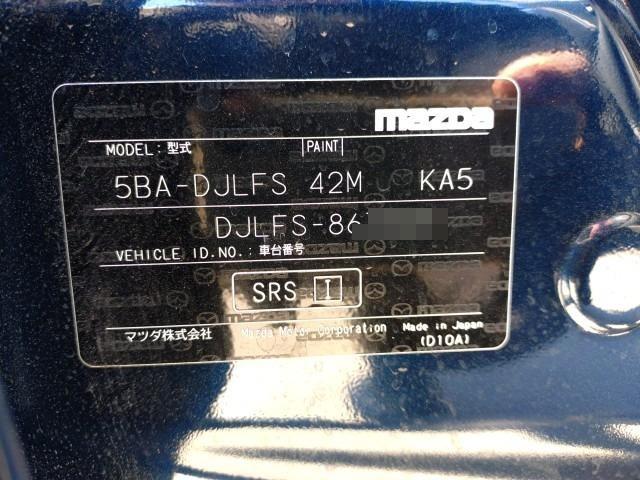 mazda
MODEL: 型式 PAINT
5BA-DJLFS 42M KA5
DJLFS-86
VEHICLE ID.NO.: 車台番号
SRS I
マツダ株式会社 Mazda Motor Corporation Made in Japan
(D10A)